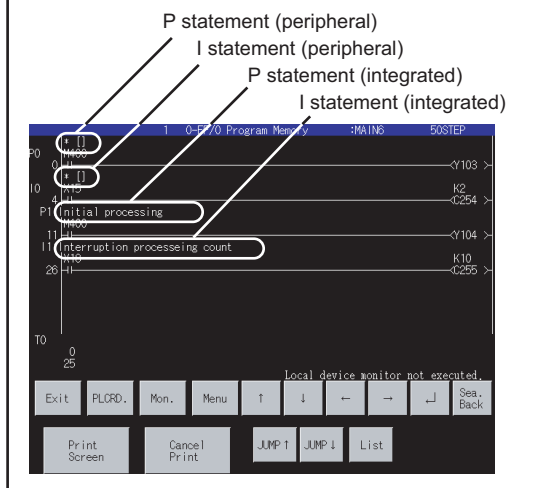 P statement (peripheral)
I statement (peripheral)
P statement (integrated)
I statement (integrated)
1 0-FF/0 Program Memory :MAIN6 50STEP
* []
P0 M400
0 Y103
* []
I0 X15 K2
4 C254
P1 Initial processing
M400
11 Y104
I1 Interruption processeing count
X10 K10
26 C255
T0
0
25
Local device monitor not executed.
Exit PLCRD. Mon. Menu ↑ ↓ ← → ↵ Sea. Back
Print Screen Cancel Print JUMP↑ JUMP↓ List